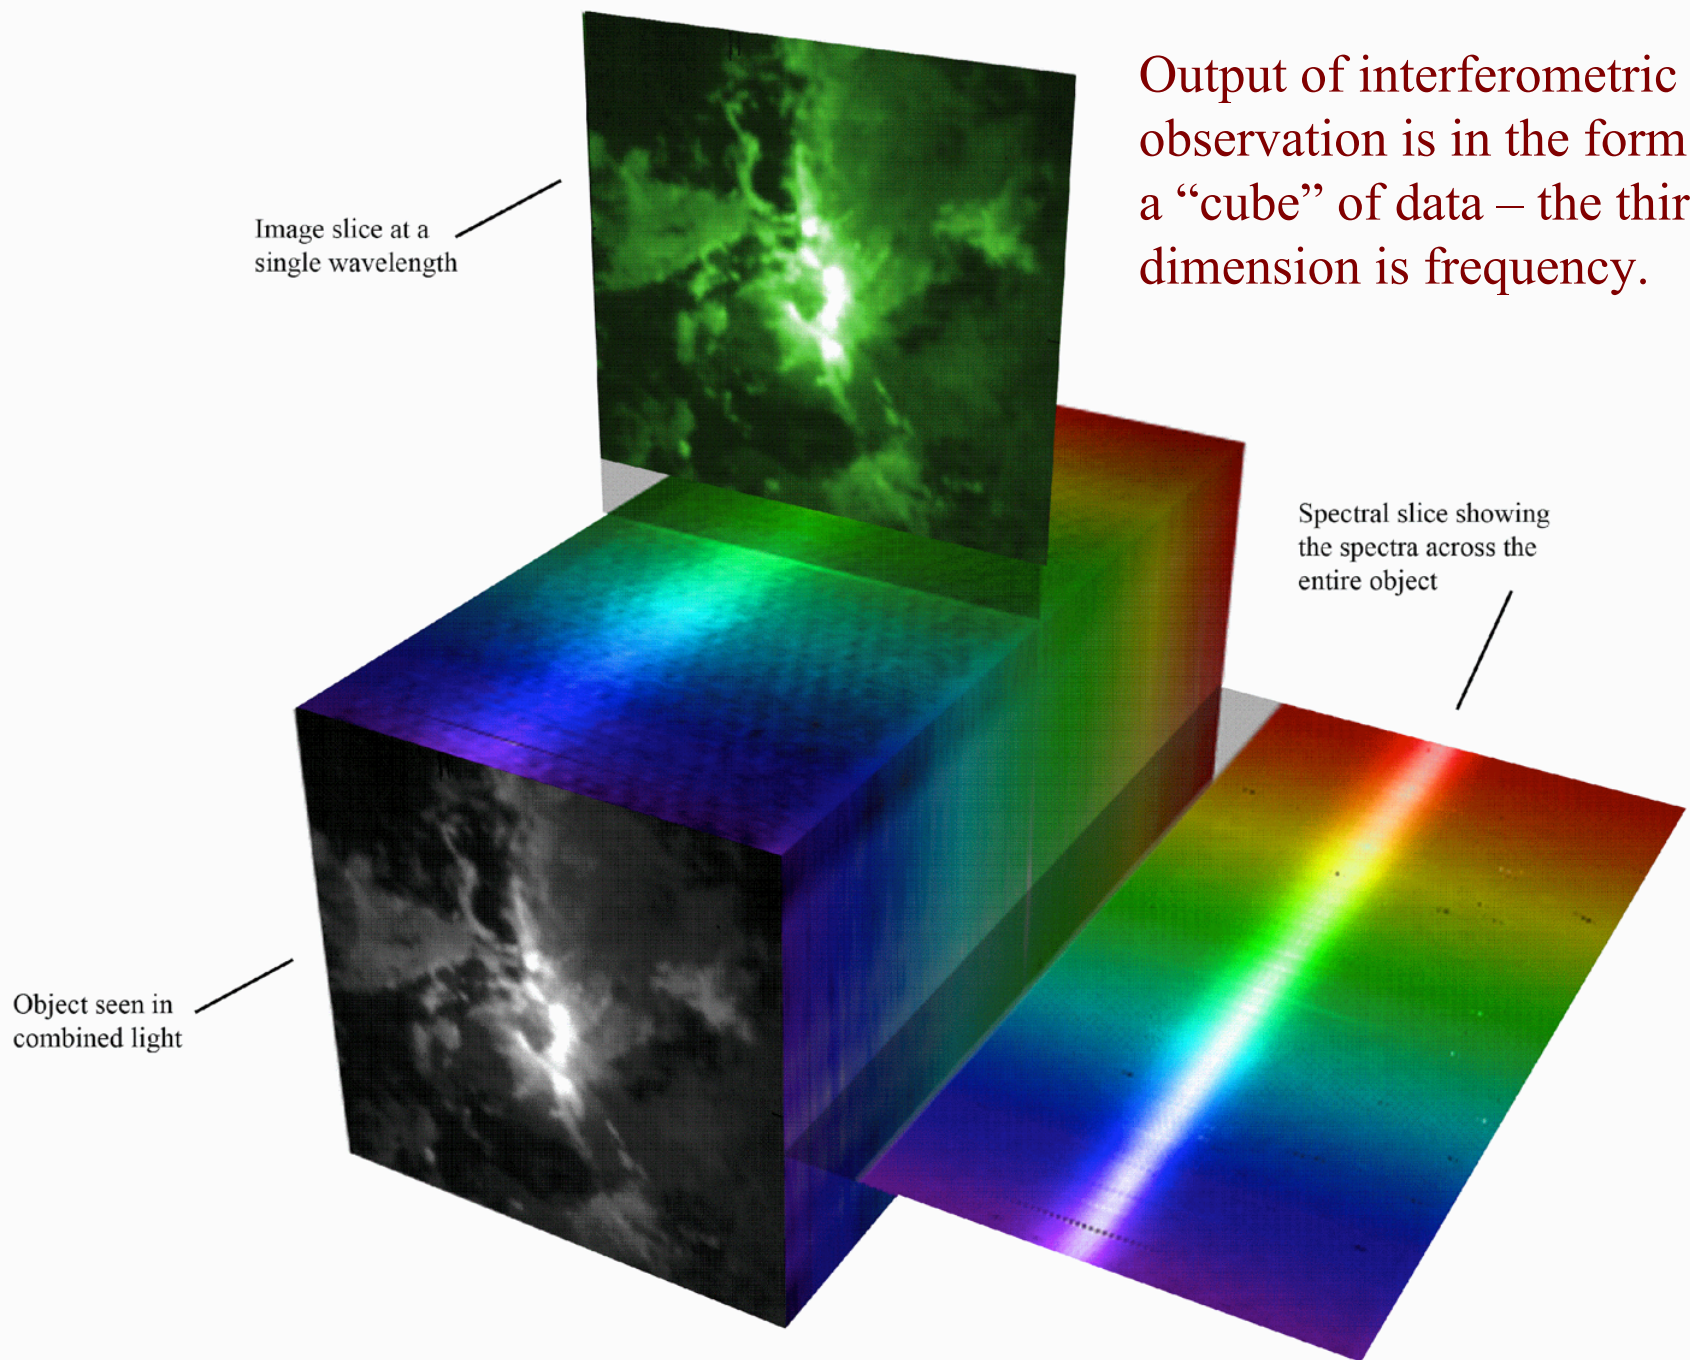 Output of interferometric
observation is in the form
a “cube” of data – the thir
dimension is frequency.
Image slice at a
single wavelength
Spectral slice showing
the spectra across the
entire object
Object seen in
combined light